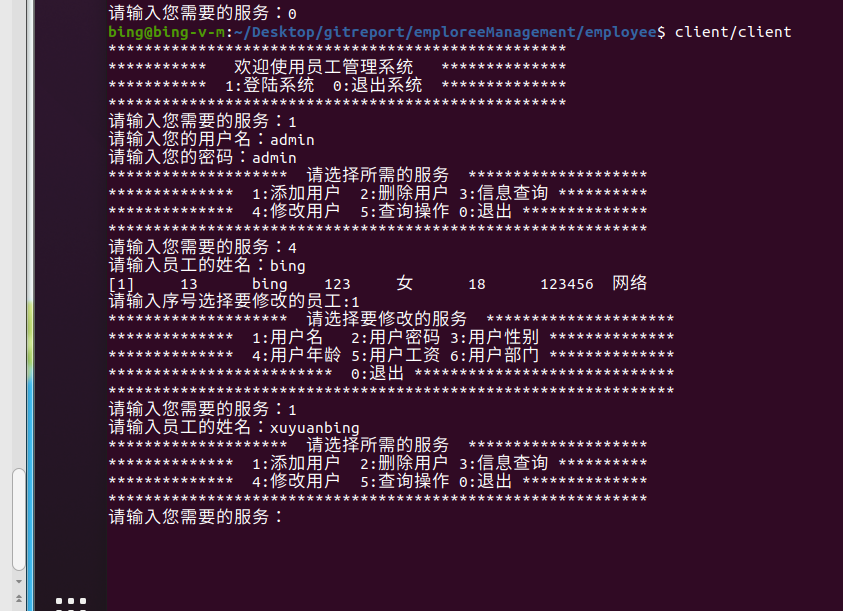 请输入您需要的服务：0
bing@bing-v-m:~/Desktop/gitreport/emploreeManagement/employee$ client/client
***************************************************
***********   欢迎使用员工管理系统   **************
***********  1:登陆系统  0:退出系统  **************
***************************************************
请输入您需要的服务：1
请输入您的用户名：admin
请输入您的密码：admin
********************  请选择所需的服务  ********************
**************  1:添加用户  2:删除用户 3:信息查询 **********
**************  4:修改用户  5:查询操作 0:退出 **************
************************************************************
请输入您需要的服务：4
请输入员工的姓名：bing
[1]     13      bing    123     女      18      123456  网络
请输入序号选择要修改的员工:1
********************  请选择要修改的服务  *********************
**************  1:用户名   2:用户密码 3:用户性别 **************
**************  4:用户年龄 5:用户工资 6:用户部门 **************
*************************  0:退出 *****************************
***************************************************************
请输入您需要的服务：1
请输入员工的姓名：xuyuanbing
********************  请选择所需的服务  ********************
**************  1:添加用户  2:删除用户 3:信息查询 **********
**************  4:修改用户  5:查询操作 0:退出 **************
************************************************************
请输入您需要的服务：